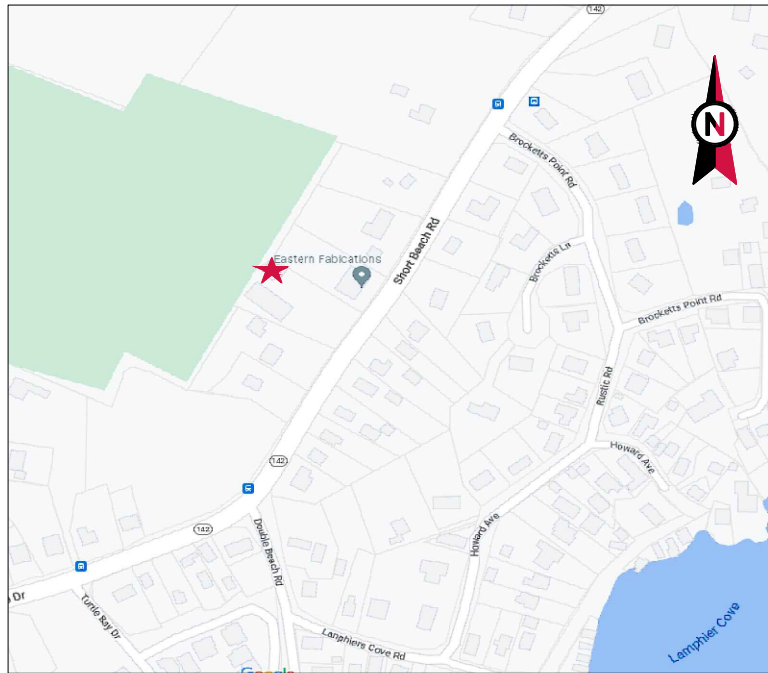 142
N
Brocketts Point Rd
Short Beach Rd
Brocketts Ln
Eastern Fabications
Brocketts Point Rd
Rustic Rd
Howard Ave
142
Howard Ave
142
Double Beach Rd
Dr
Turtle Bay Dr
Lanphiers Cove Rd
Lamphier Cove
Google